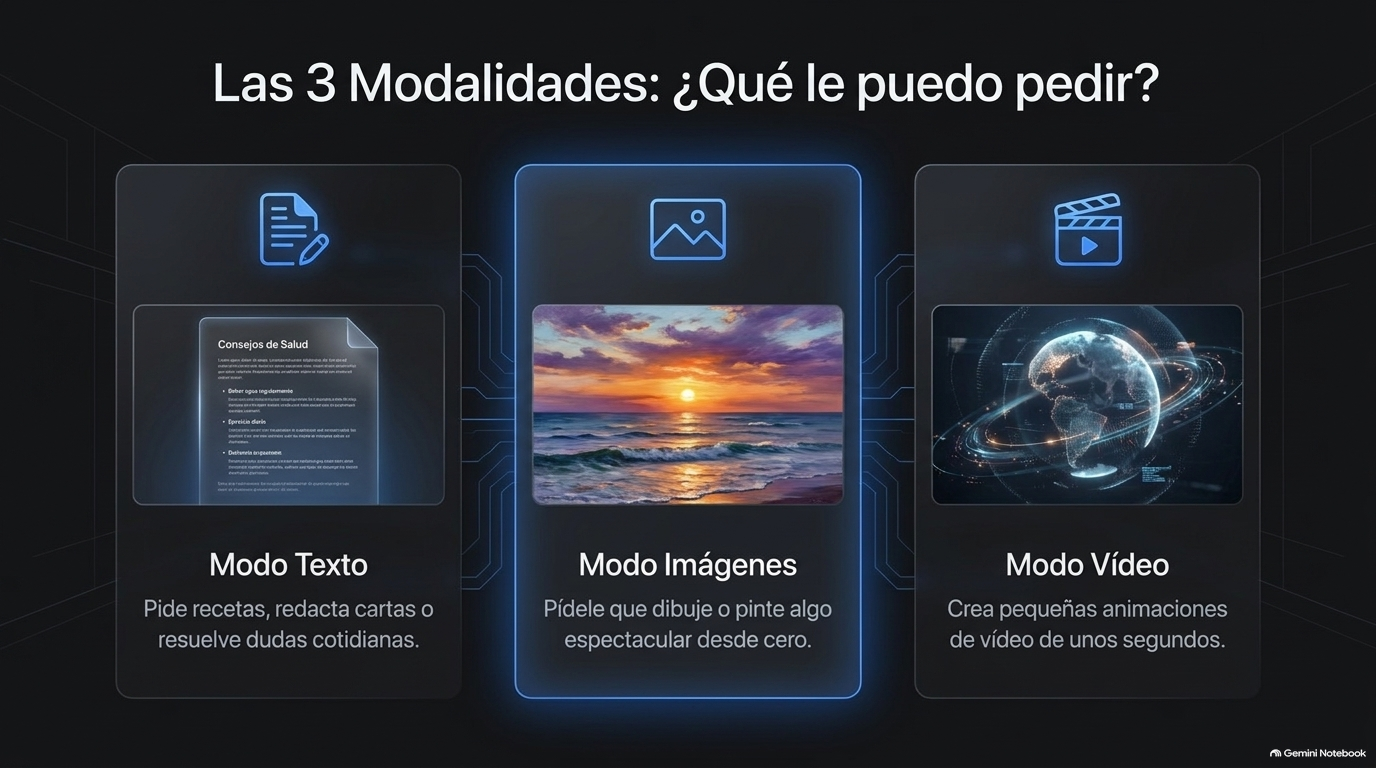 Las 3 Modalidades: ¿Qué le puedo pedir?
Consejos de Salud
Modo Texto
Pide recetas, redacta cartas o
resuelve dudas cotidianas.
Modo Imágenes
Pídele que dibuje o pinte algo
espectacular desde cero.
Modo Vídeo
Crea pequeñas animaciones
de vídeo de unos segundos.
Gemini Notebook